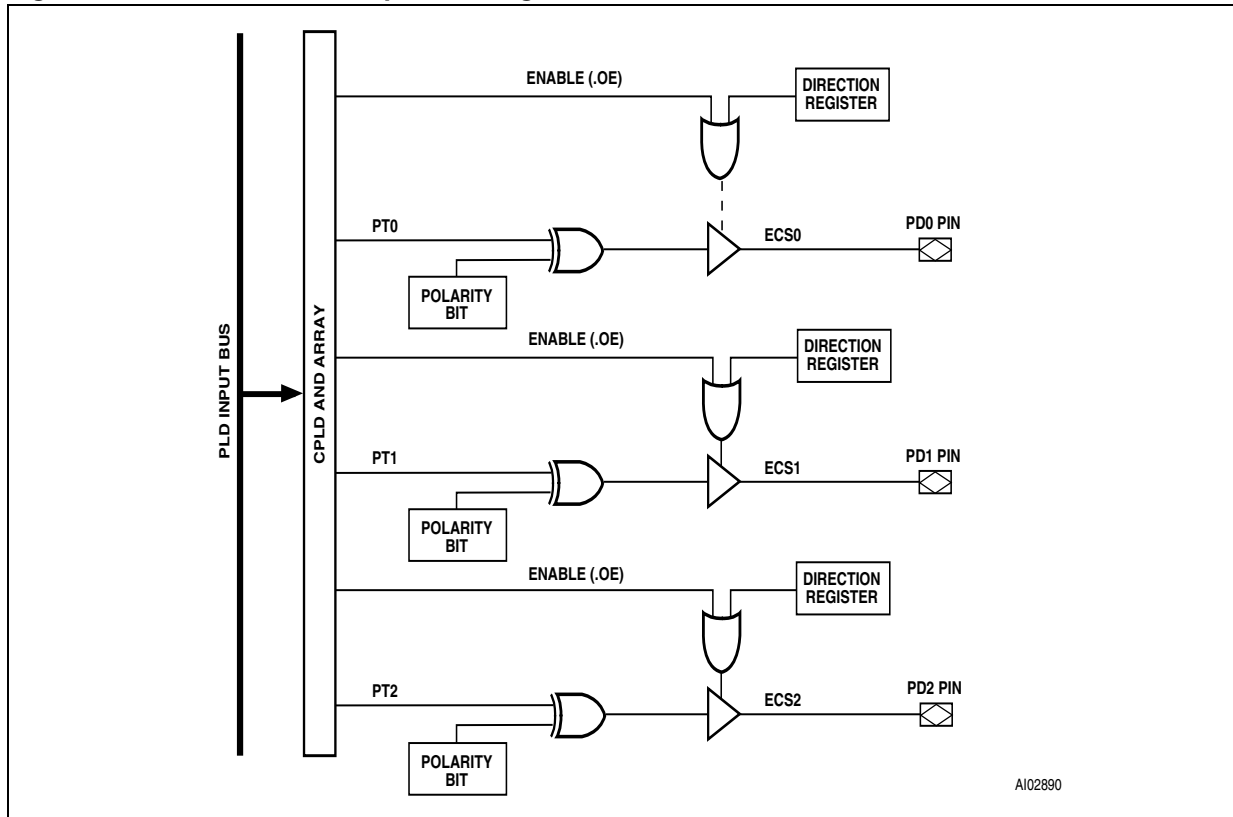 ENABLE (.OE)
DIRECTION
REGISTER
PT0
ECS0
PD0 PIN
POLARITY
BIT
ENABLE (.OE)
DIRECTION
REGISTER
PLD INPUT BUS
CPLD AND ARRAY
PT1
ECS1
PD1 PIN
POLARITY
BIT
ENABLE (.OE)
DIRECTION
REGISTER
PT2
ECS2
PD2 PIN
POLARITY
BIT
AI02890